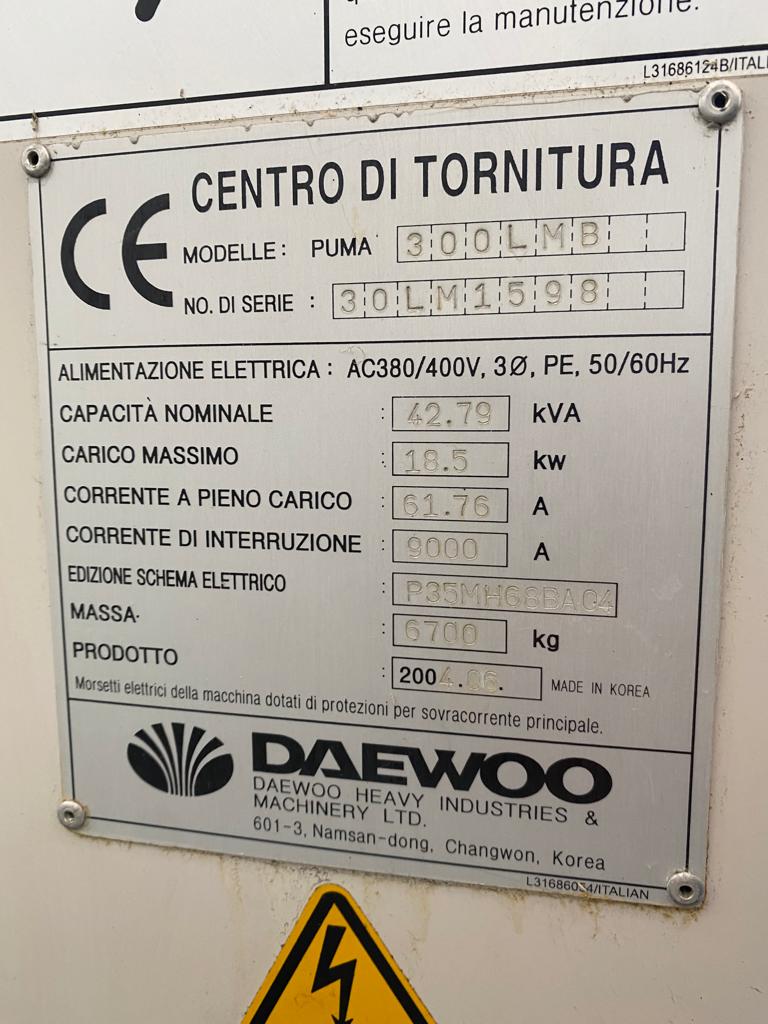 eseguire la manutenzione.
L31686124B/ITALI
CE
CENTRO DI TORNITURA
MODELLE: PUMA 300LMB
NO. DI SERIE : 30LM1598
ALIMENTAZIONE ELETTRICA : AC380/400V, 3Ø, PE, 50/60Hz
CAPACITÀ NOMINALE : 42.79 kVA
CARICO MASSIMO : 18.5 kw
CORRENTE A PIENO CARICO : 61.76 A
CORRENTE DI INTERRUZIONE : 9000 A
EDIZIONE SCHEMA ELETTRICO : P35MH68BA04
MASSA : 6700 kg
PRODOTTO : 2004.06. MADE IN KOREA
Morsetti elettrici della macchina dotati di protezioni per sovracorrente principale.
DAEWOO
DAEWOO HEAVY INDUSTRIES &
MACHINERY LTD.
601-3, Namsan-dong, Changwon, Korea